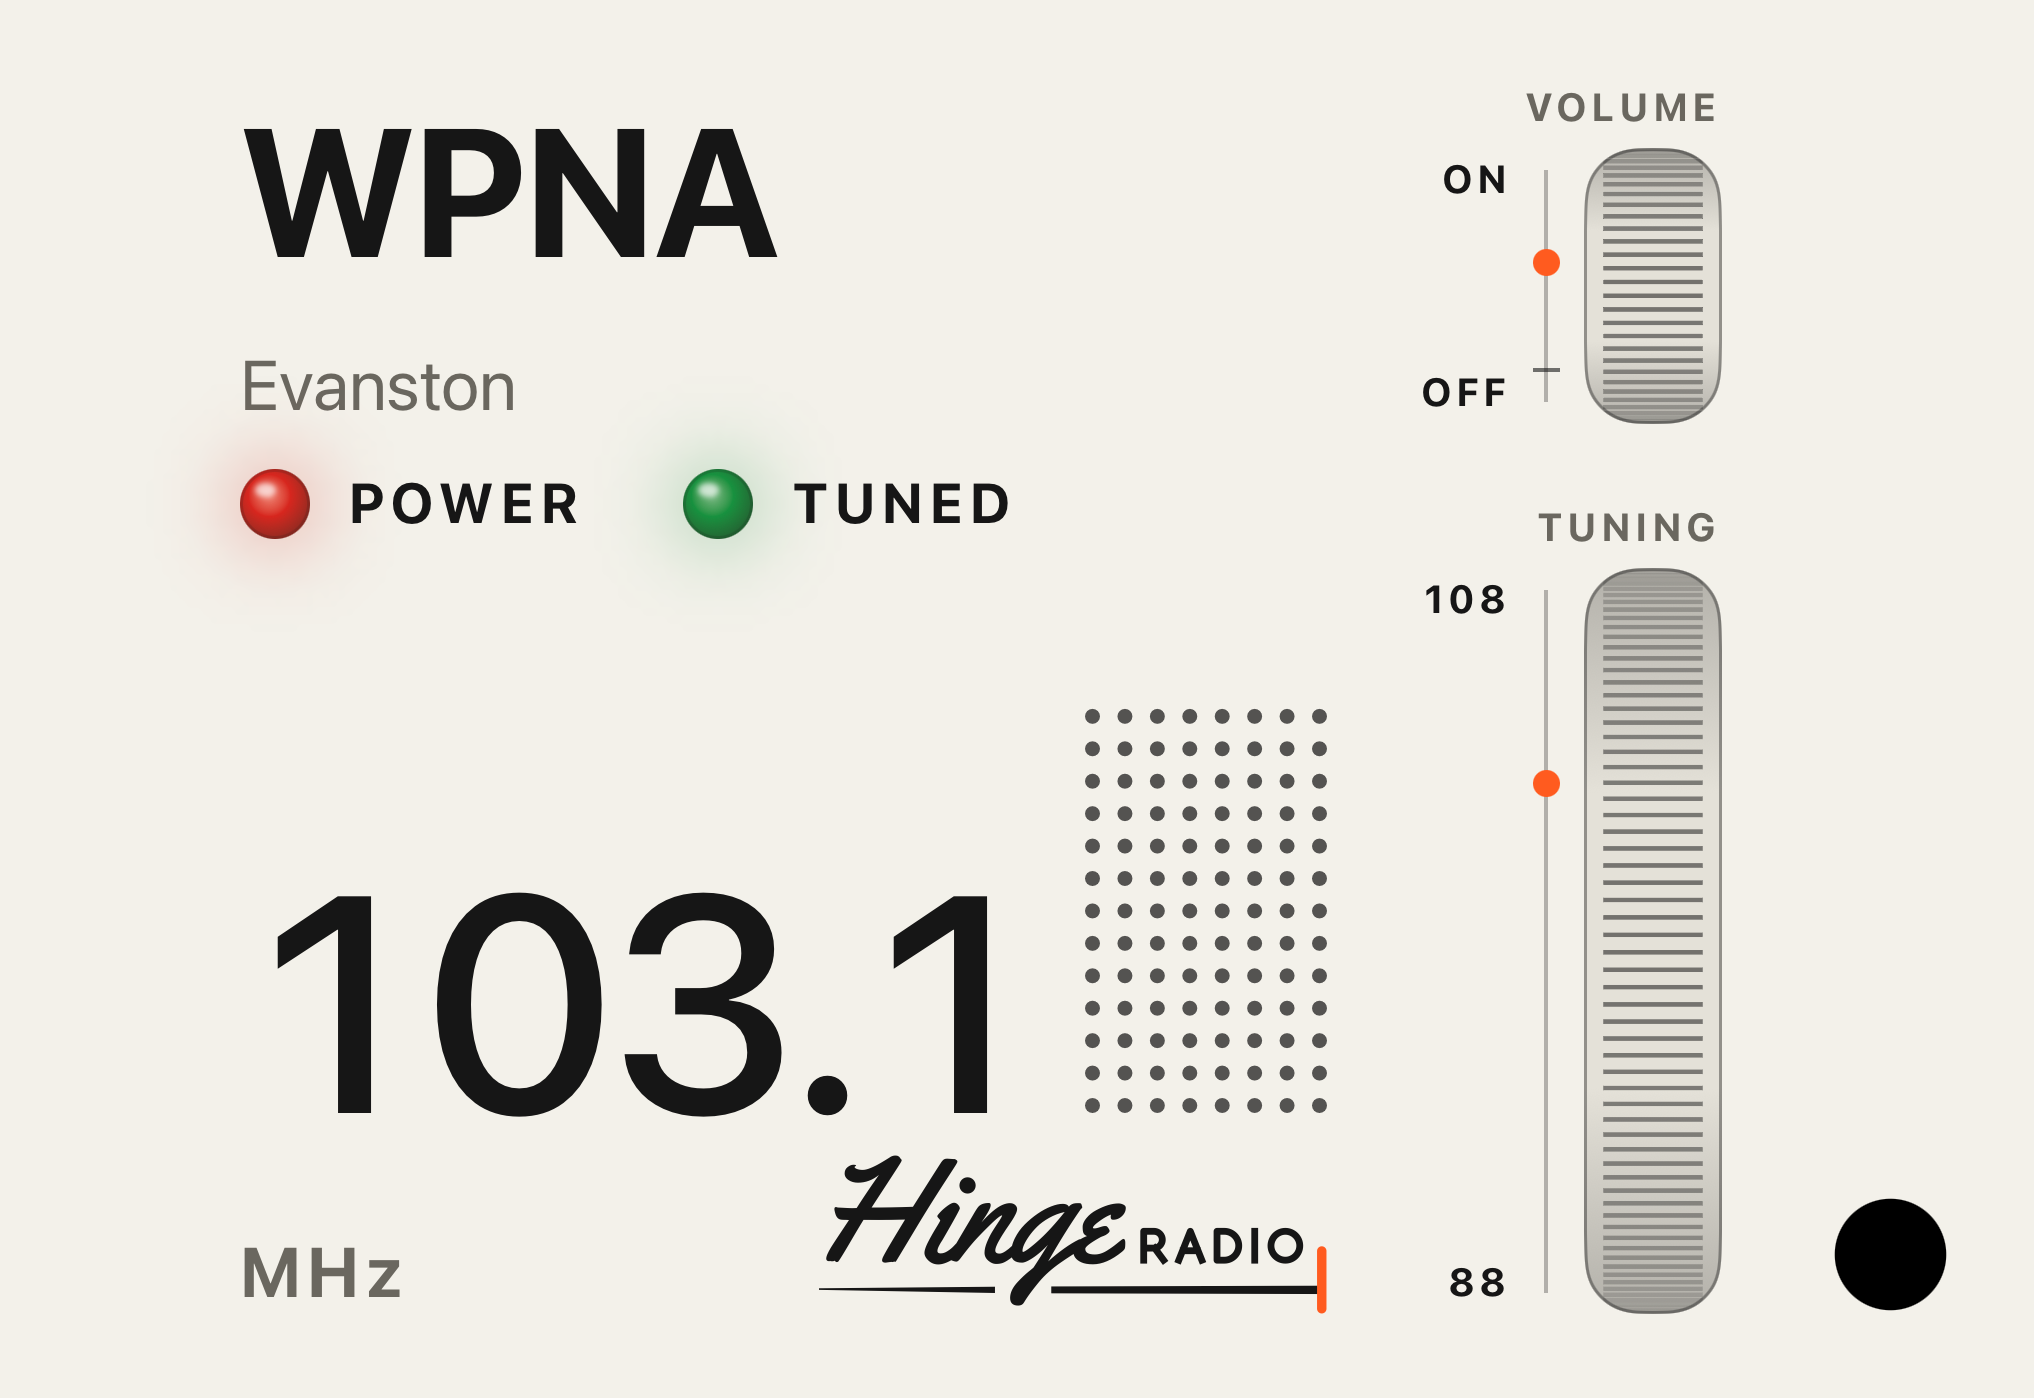 WPNA
Evanston
POWER
TUNED
103.1
MHz
Hinge RADIO
VOLUME
ON
OFF
TUNING
108
88